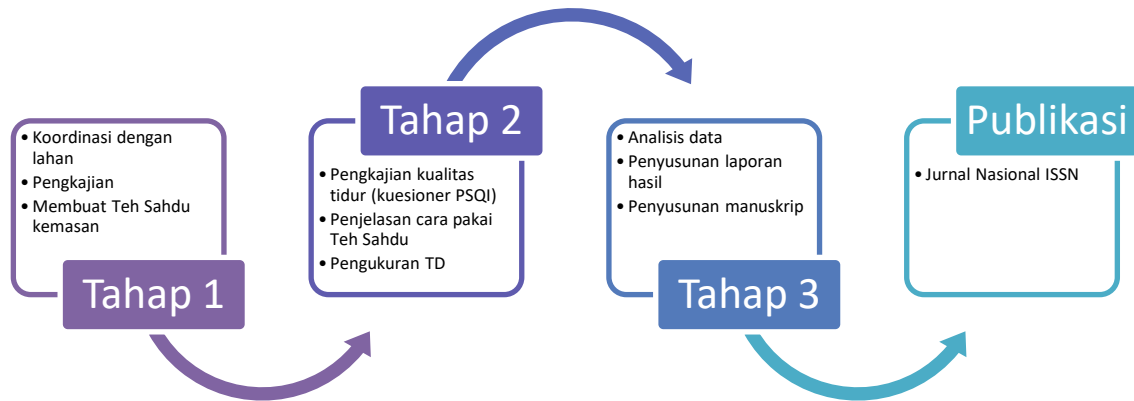 • Koordinasi dengan
lahan
• Pengkajian
• Membuat Teh Sahdu
kemasan
Tahap 1
Tahap 2
• Pengkajian kualitas
tidur (kuesioner PSQI)
• Penjelasan cara pakai
Teh Sahdu
• Pengukuran TD
• Analisis data
• Penyusunan laporan
hasil
• Penyusunan manuskrip
Tahap 3
Publikasi
• Jurnal Nasional ISSN